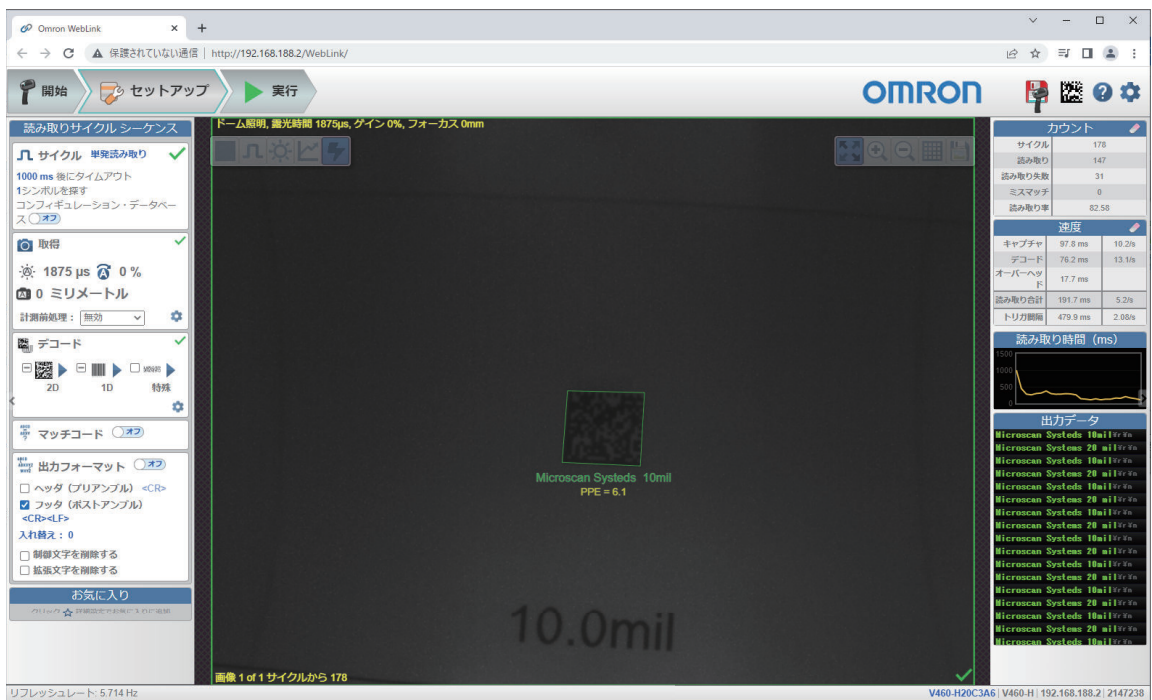 Omron WebLink
保護されていない通信 | http://192.168.188.2/WebLink/
開始
セットアップ
実行
OMRON
読み取りサイクル シーケンス
サイクル 単発読み取り
1000 ms 後にタイムアウト
1シンボルを探す
コンフィギュレーション・データベー
ス オフ
取得
1875 μs 0 %
0 ミリメートル
計測前処理： 無効
デコード
2D 1D 特殊
マッチコード オフ
出力フォーマット オフ
ヘッダ (プリアンブル) <CR>
フッタ (ポストアンブル)
<CR><LF>
入れ替え : 0
制御文字を削除する
拡張文字を削除する
お気に入り
ドーム照明, 露光時間 1875μs, ゲイン 0%, フォーカス 0mm
Microscan Systeds 10mil
PPE = 6.1
10.0mil
画像 1 of 1 サイクルから 178
カウント
サイクル 178
読み取り 147
読み取り失敗 31
ミスマッチ 0
読み取り率 82.58
速度
キャプチャ 97.8 ms 10.2/s
デコード 76.2 ms 13.1/s
オーバーヘッ
ド 17.7 ms
読み取り合計 191.7 ms 5.2/s
トリガ間隔 479.9 ms 2.08/s
読み取り時間 (ms)
1500
1000
500
0
出力データ
Microscan Systeds 10mil¥r¥n
Microscan Systems 20 mil¥r¥n
Microscan Systeds 10mil¥r¥n
Microscan Systems 20 mil¥r¥n
Microscan Systeds 10mil¥r¥n
Microscan Systems 20 mil¥r¥n
Microscan Systeds 10mil¥r¥n
Microscan Systems 20 mil¥r¥n
Microscan Systeds 10mil¥r¥n
Microscan Systems 20 mil¥r¥n
Microscan Systeds 10mil¥r¥n
Microscan Systems 20 mil¥r¥n
Microscan Systeds 10mil¥r¥n
Microscan Systems 20 mil¥r¥n
Microscan Systeds 10mil¥r¥n
Microscan Systems 20 mil¥r¥n
Microscan Systeds 10mil¥r¥n
リフレッシュレート: 5.714 Hz
V460-H20C3A6 | V460-H | 192.168.188.2 | 2147238